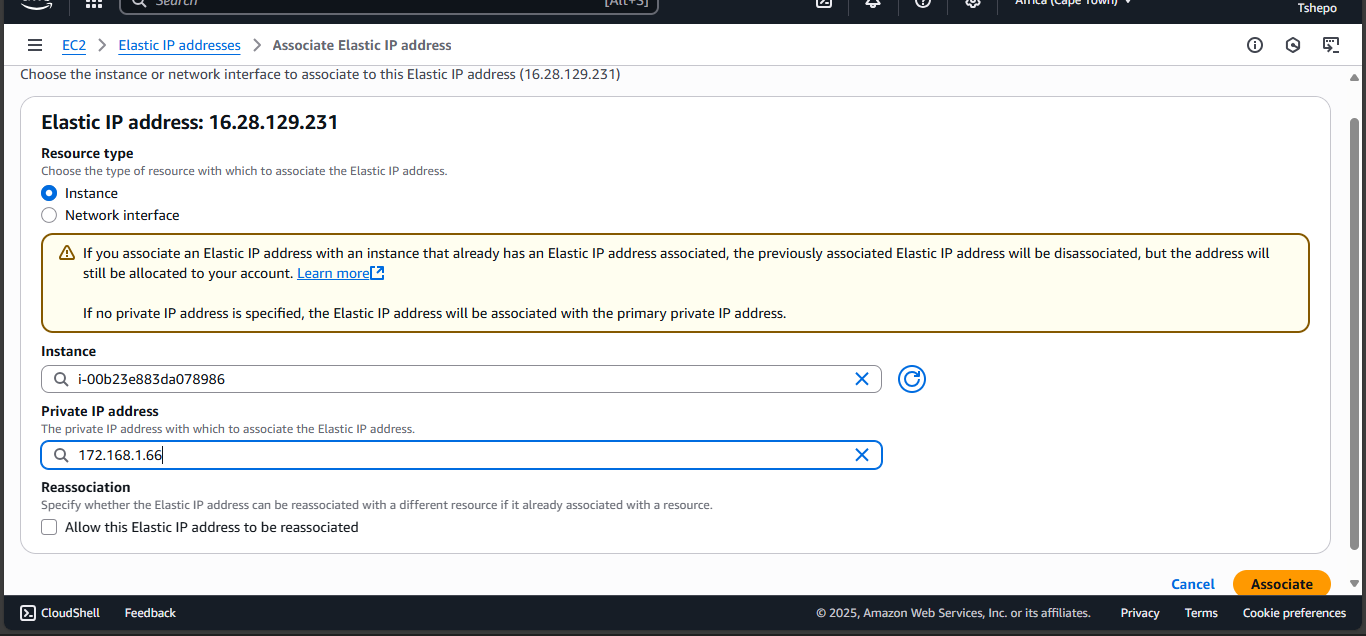 Search
[Alt+S]
Africa (Cape Town)
Tshepo
EC2
Elastic IP addresses
Associate Elastic IP address
Choose the instance or network interface to associate to this Elastic IP address (16.28.129.231)
Elastic IP address: 16.28.129.231
Resource type
Choose the type of resource with which to associate the Elastic IP address.
Instance
Network interface
If you associate an Elastic IP address with an instance that already has an Elastic IP address associated, the previously associated Elastic IP address will be disassociated, but the address will
still be allocated to your account. Learn more
If no private IP address is specified, the Elastic IP address will be associated with the primary private IP address.
Instance
i-00b23e883da078986
Private IP address
The private IP address with which to associate the Elastic IP address.
172.168.1.66
Reassociation
Specify whether the Elastic IP address can be reassociated with a different resource if it already associated with a resource.
Allow this Elastic IP address to be reassociated
Cancel
Associate
CloudShell
Feedback
© 2025, Amazon Web Services, Inc. or its affiliates.
Privacy
Terms
Cookie preferences